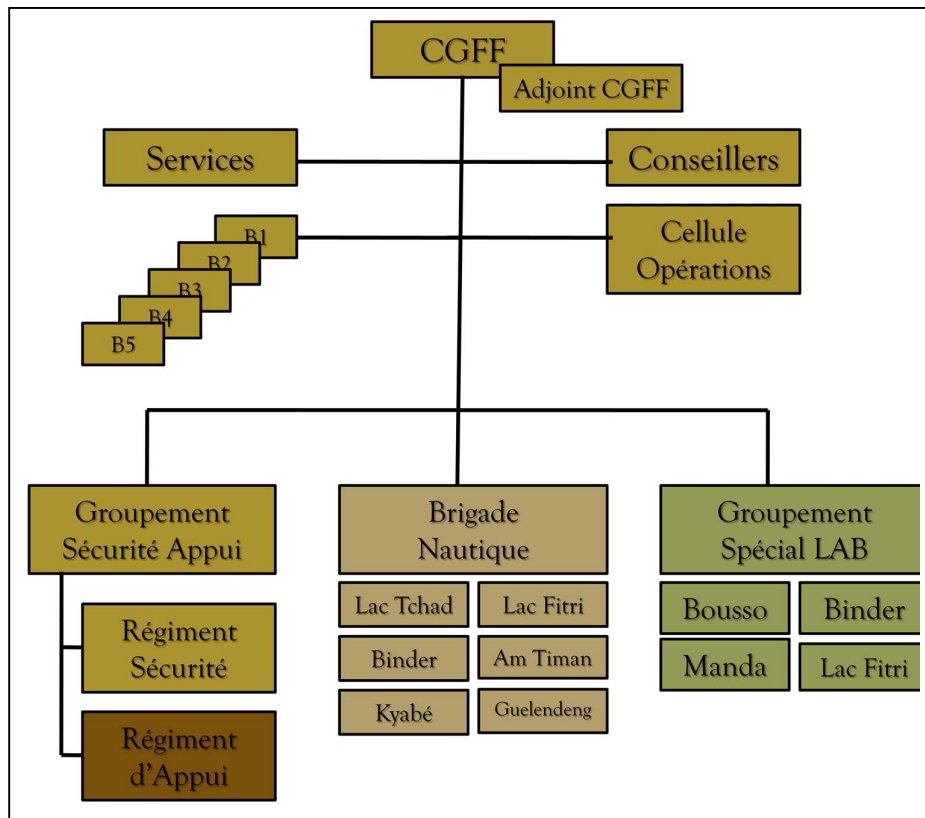 CGFF
Adjoint CGFF
Services
Conseillers
B1
B2
B3
B4
B5
Cellule
Opérations
Groupement
Sécurité Appui
Régiment
Sécurité
Régiment
d'Appui
Brigade
Nautique
Lac Tchad
Lac Fitri
Binder
Am Timan
Kyabé
Guelendeng
Groupement
Spécial LAB
Bousso
Binder
Manda
Lac Fitri